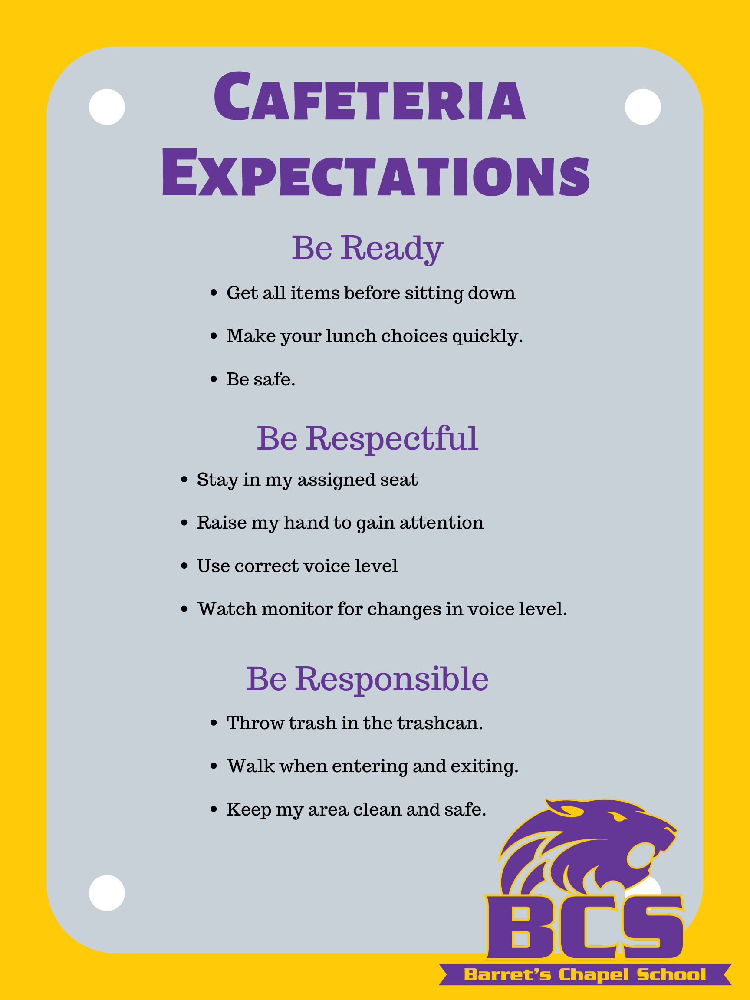 Cafeteria
Expectations
Be Ready
• Get all items before sitting down
• Make your lunch choices quickly.
• Be safe.
Be Respectful
• Stay in my assigned seat
• Raise my hand to gain attention
• Use correct voice level
• Watch monitor for changes in voice level.
Be Responsible
• Throw trash in the trashcan.
• Walk when entering and exiting.
• Keep my area clean and safe.
BCS
Barret's Chapel School